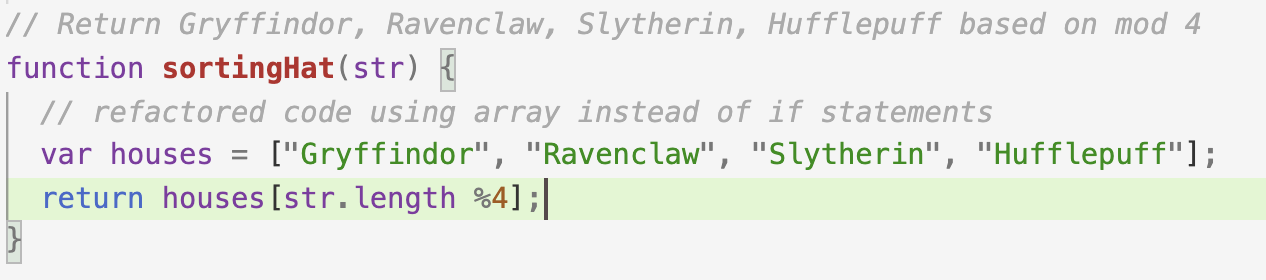 // Return Gryffindor, Ravenclaw, Slytherin, Hufflepuff based on mod 4
function sortingHat(str) {
  // refactored code using array instead of if statements
  var houses = ["Gryffindor", "Ravenclaw", "Slytherin", "Hufflepuff"];
  return houses[str.length %4];
}